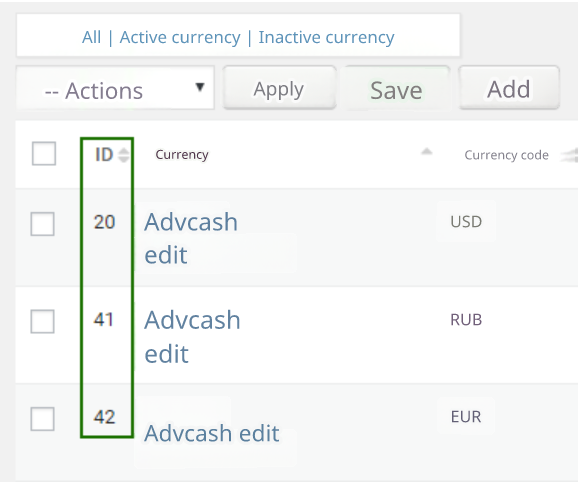 All | Active currency | Inactive currency
-- Actions Apply Save Add
ID Currency Currency code
20 Advcash USD
edit
41 Advcash RUB
edit
42 Advcash edit EUR